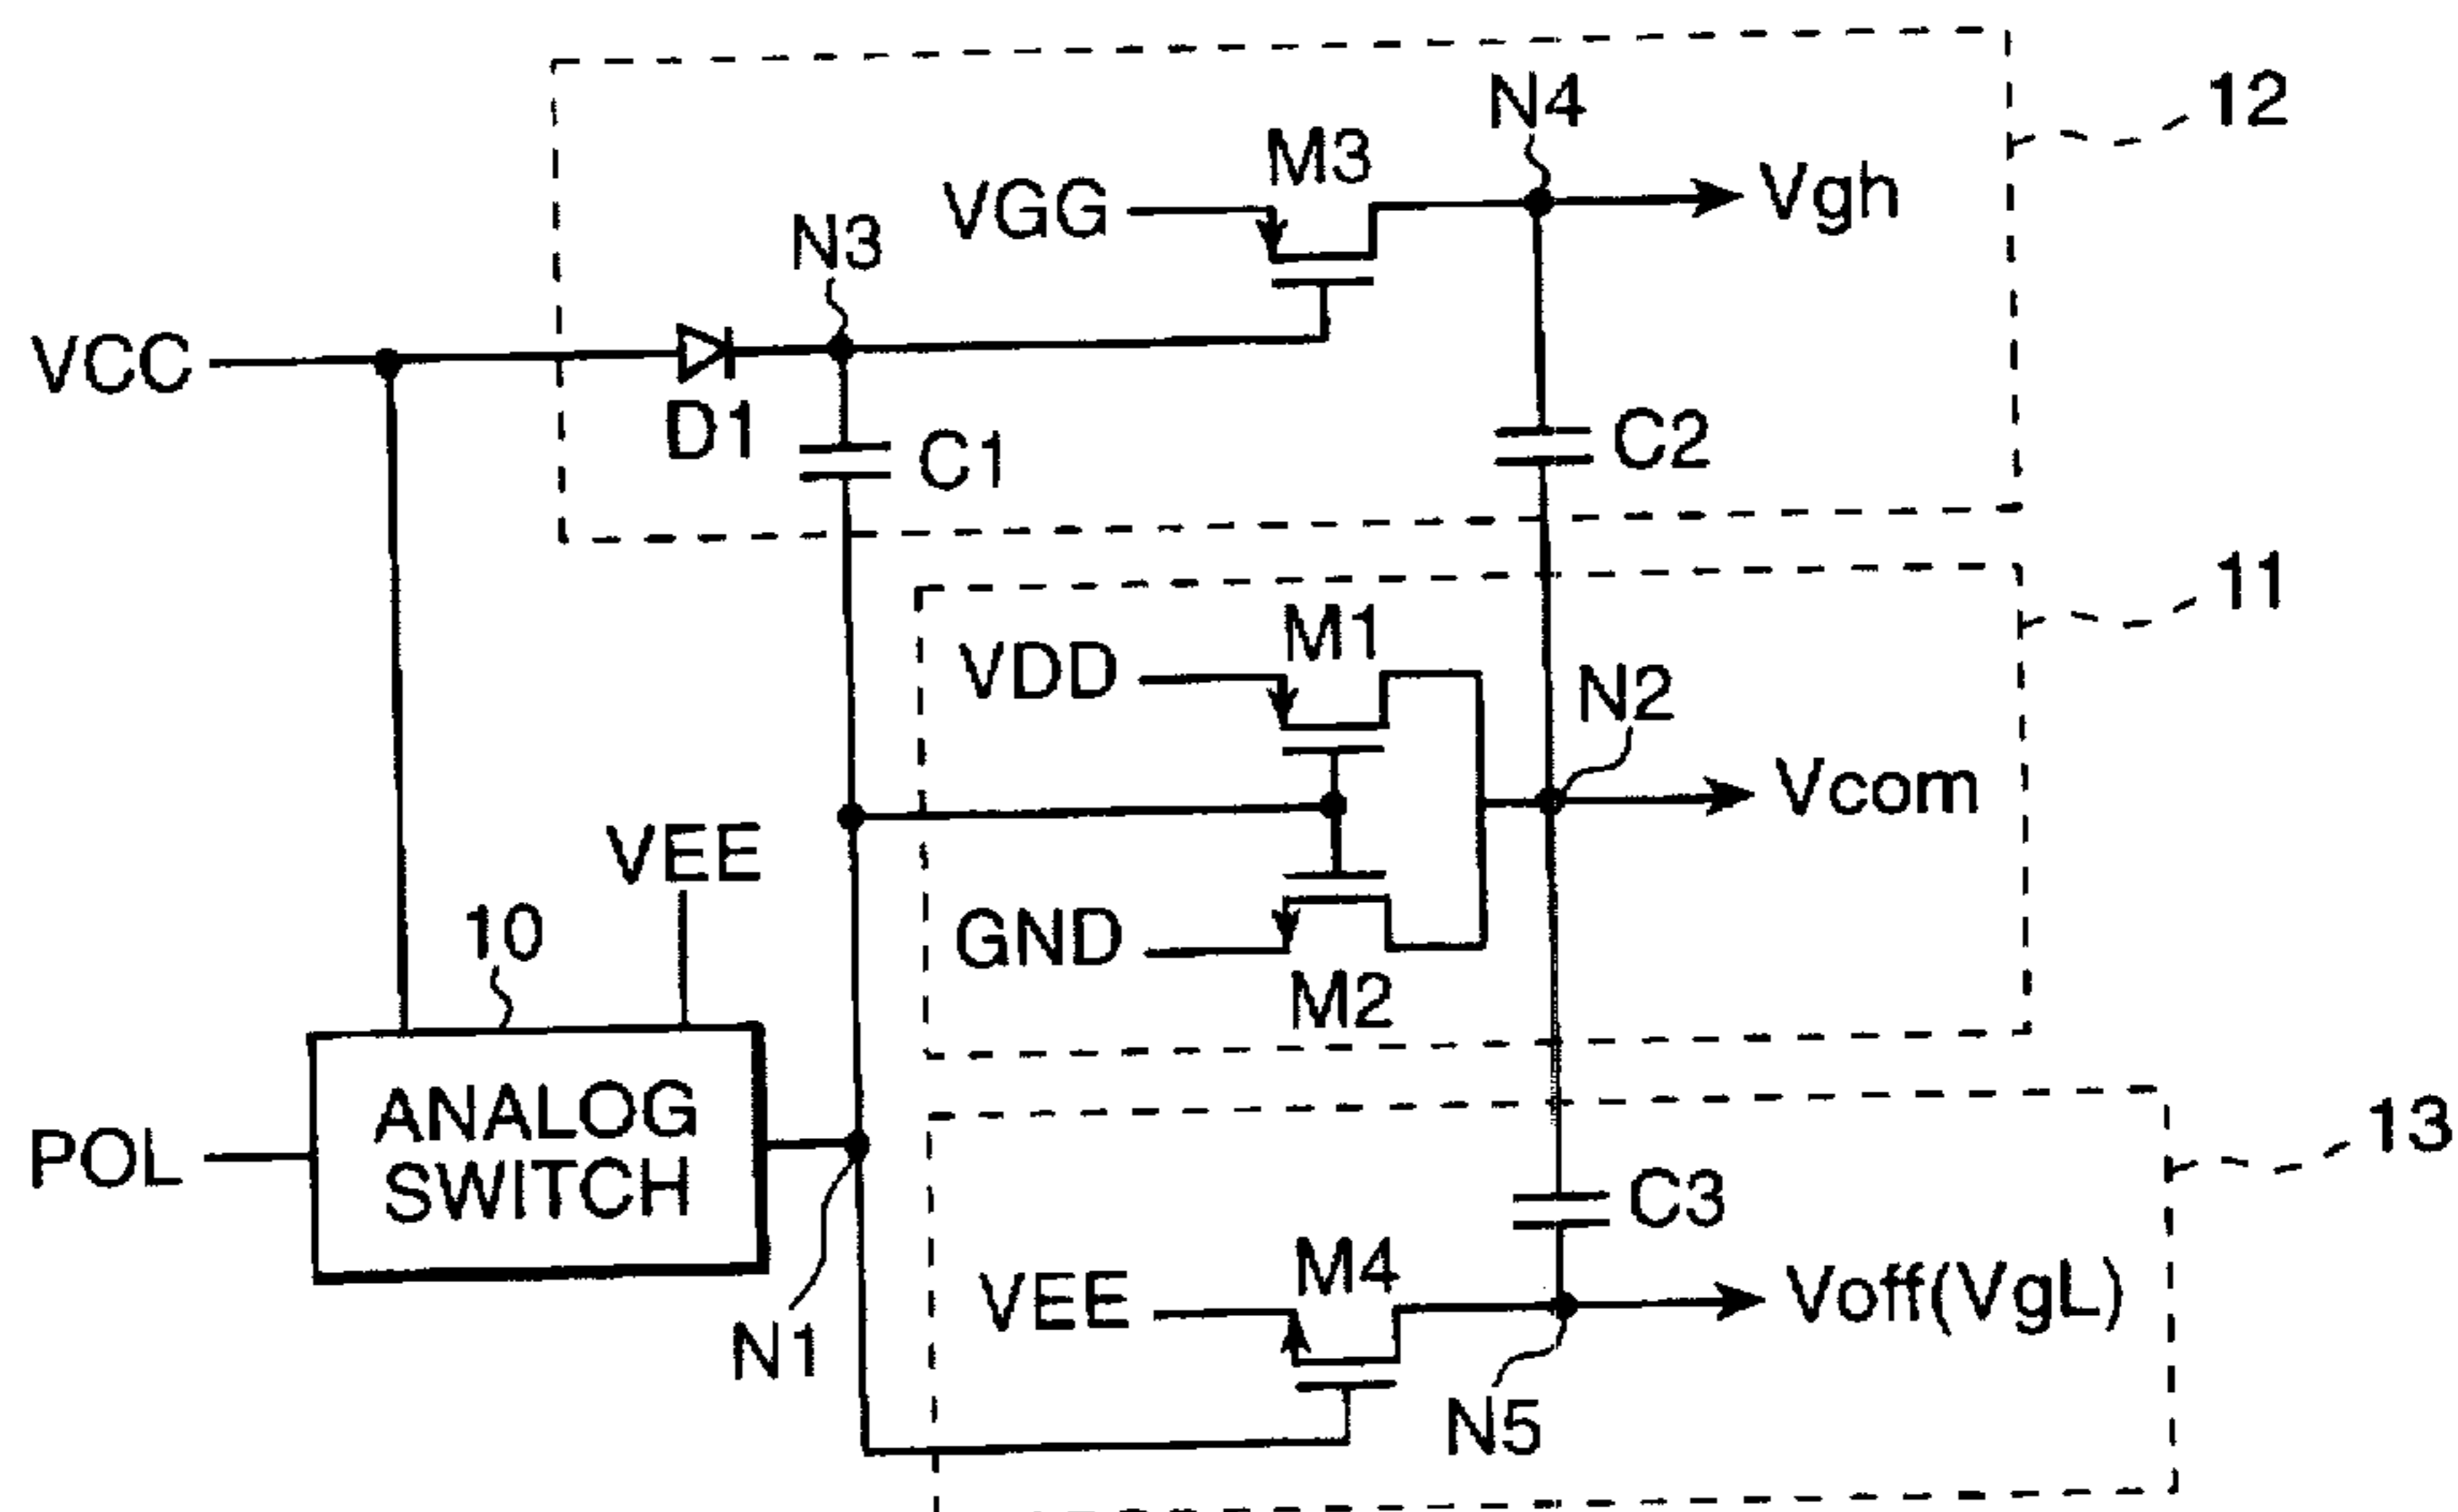 12
N4
M3
Vgh
VGG
N3
VCC
D1
C1
C2
11
M1
VDD
N2
Vcom
VEE
10
GND
M2
ANALOG
SWITCH
POL
13
C3
M4
VEE
Voff(VgL)
N1
N5